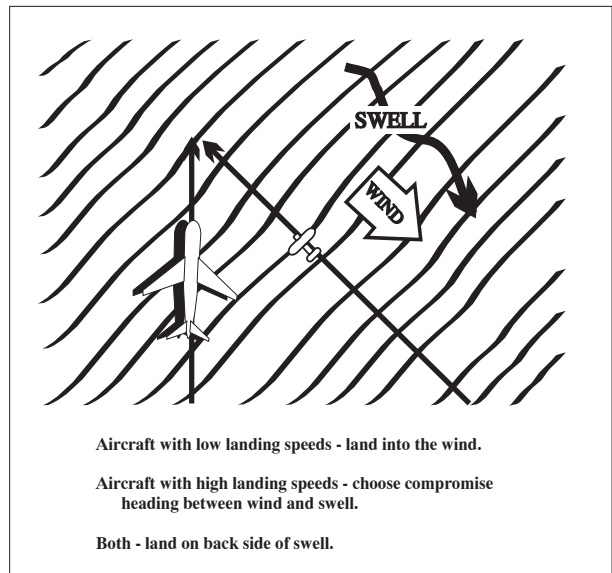 SWELL
WIND
Aircraft with low landing speeds - land into the wind.
Aircraft with high landing speeds - choose compromise
heading between wind and swell.
Both - land on back side of swell.